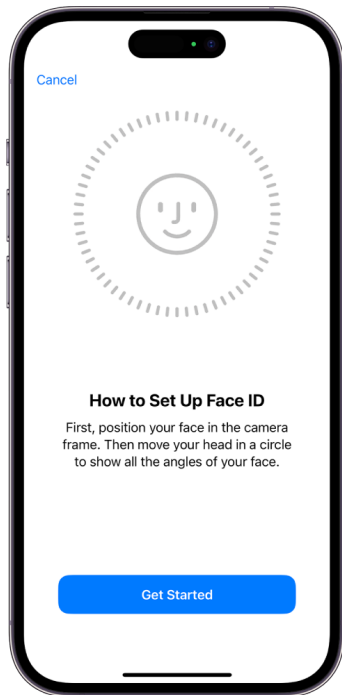 Cancel
How to Set Up Face ID
First, position your face in the camera
frame. Then move your head in a circle
to show all the angles of your face.
Get Started